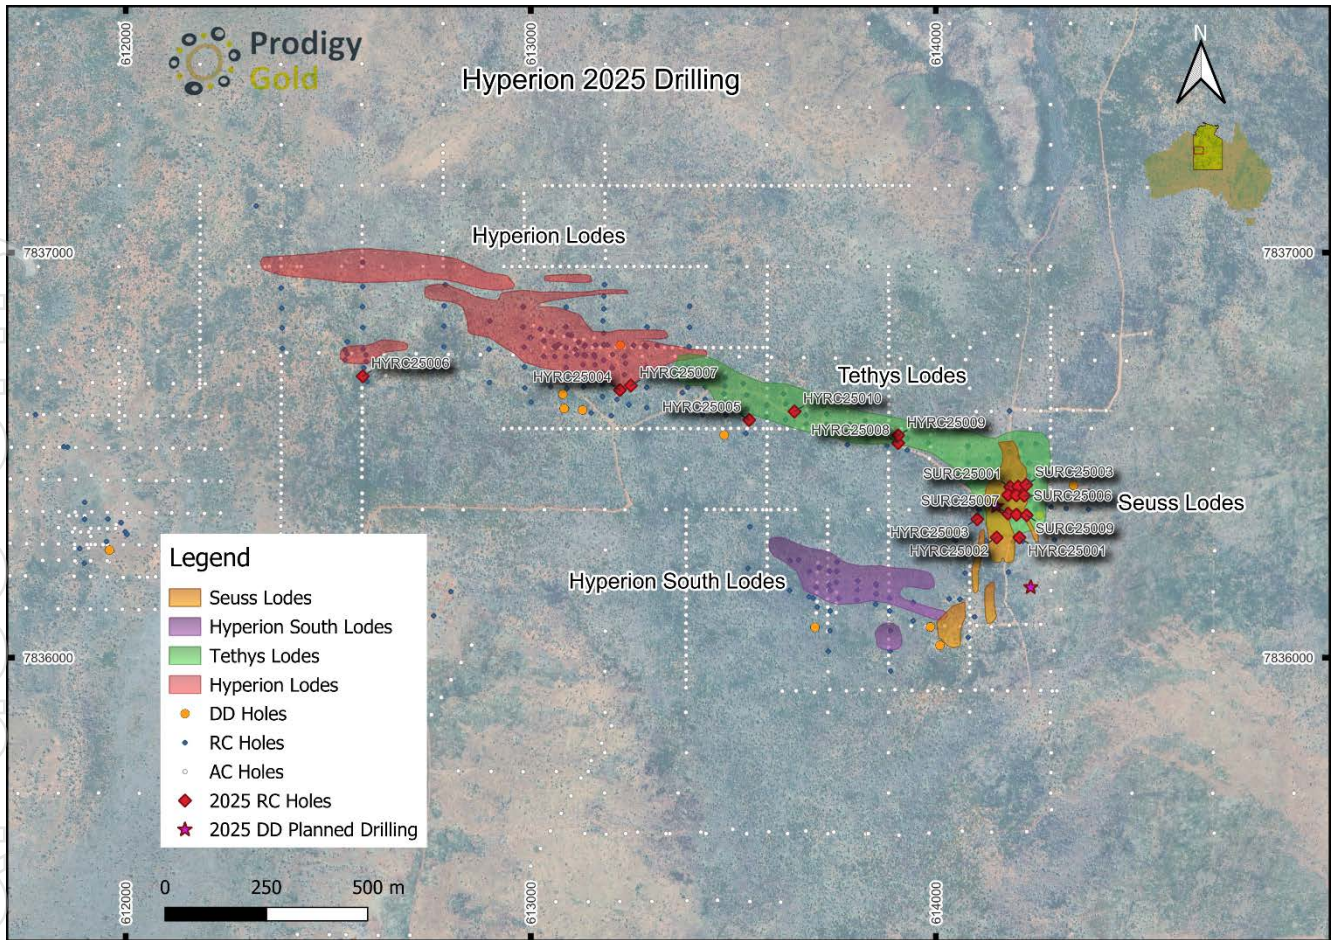 612000
613000
614000
Prodigy
Gold
Hyperion 2025 Drilling
N
Hyperion Lodes
7837000
7837000
HYRC25006
HYRC25004
HYRC25007
Tethys Lodes
HYRC25005
HYRC25010
HYRC25008
HYRC25009
SURC25001
SURC25003
SURC25007
SURC25006
Seuss Lodes
HYRC25003
SURC25009
HYRC25002
HYRC25001
Hyperion South Lodes
7836000
7836000
Legend
Seuss Lodes
Hyperion South Lodes
Tethys Lodes
Hyperion Lodes
DD Holes
RC Holes
AC Holes
2025 RC Holes
2025 DD Planned Drilling
0 250 500 m
612000
613000
614000